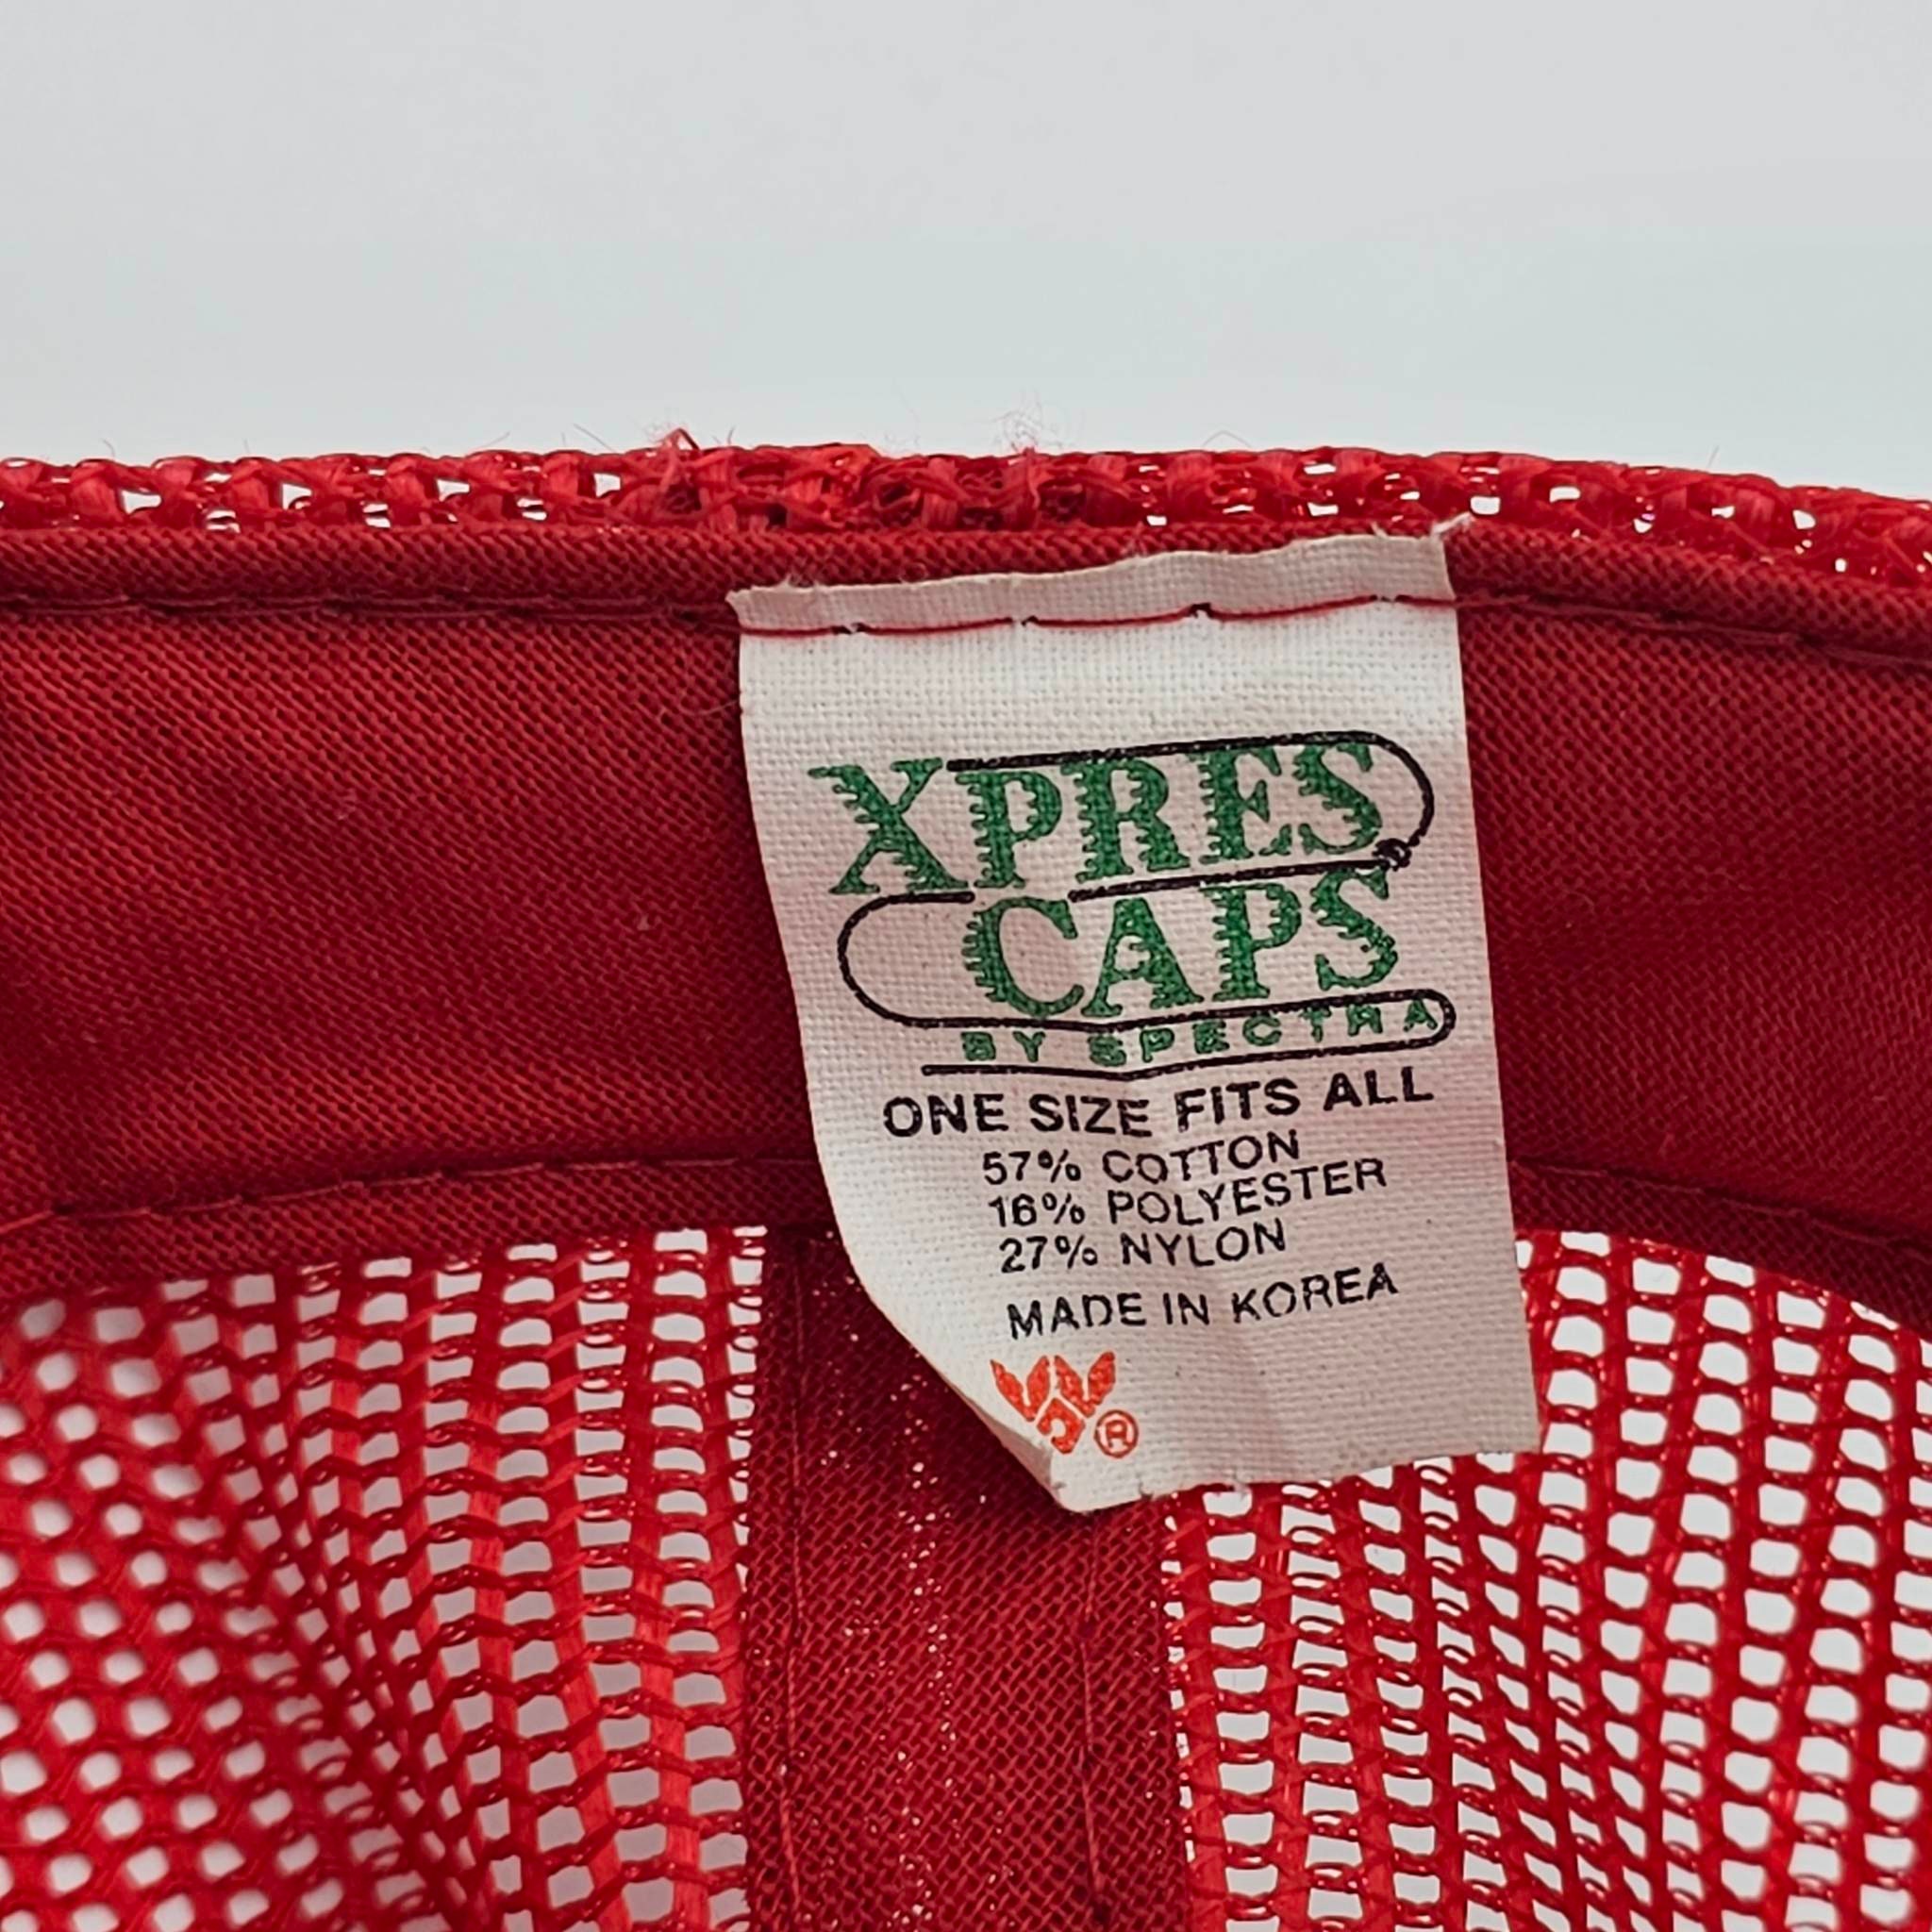 XPRES
CAPS
BY SPECTRA
ONE SIZE FITS ALL
57% COTTON
16% POLYESTER
27% NYLON
MADE IN KOREA
®